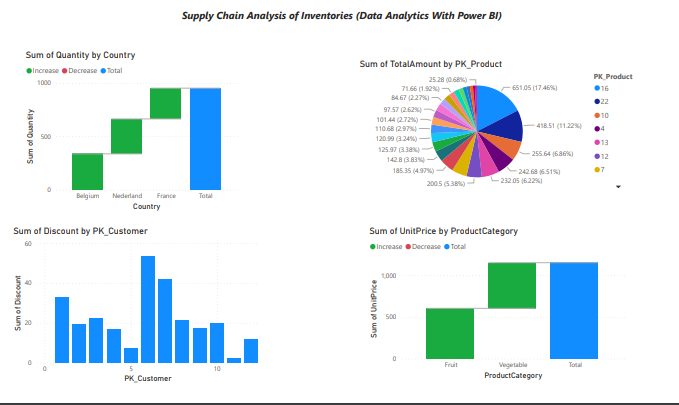 Supply Chain Analysis of Inventories (Data Analytics With Power BI)
Sum of Quantity by Country
Increase Decrease Total
1000
500
0
Sum of Quantity
Belgium Nederland France Total
Country
Sum of TotalAmount by PK_Product
25.28 (0.68%)
71.66 (1.92%)
84.67 (2.27%)
97.57 (2.62%)
101.44 (2.72%)
110.68 (2.97%)
120.99 (3.24%)
125.97 (3.38%)
142.8 (3.83%)
185.35 (4.97%)
200.5 (5.38%)
232.05 (6.22%)
242.68 (6.51%)
255.64 (6.86%)
418.51 (11.22%)
651.05 (17.46%)
PK_Product
16
22
10
4
13
12
7
Sum of Discount by PK_Customer
60
40
20
0
Sum of Discount
0 5 10
PK_Customer
Sum of UnitPrice by ProductCategory
Increase Decrease Total
1,000
500
0
Sum of UnitPrice
Fruit Vegetable Total
ProductCategory